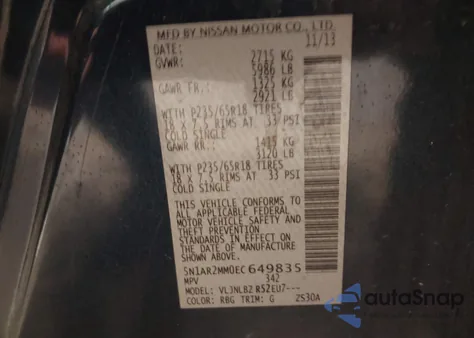 MFD BY NISSAN MOTOR CO., LTD.
DATE: 11/13
GVWR: 2715 KG
5986 LB
GAWR FR.: 1325 KG
2921 LB
WITH P235/65R18 TIRES
18 X 7.5 RIMS AT 33 PSI
COLD SINGLE
GAWR RR.: 1415 KG
3120 LB
WITH P235/65R18 TIRES
18 X 7.5 RIMS AT 33 PSI
COLD SINGLE
THIS VEHICLE CONFORMS TO
ALL APPLICABLE FEDERAL
MOTOR VEHICLE SAFETY AND
THEFT PREVENTION
STANDARDS IN EFFECT ON THE
DATE OF MANUFACTURE
SHOWN ABOVE.
5N1AR2MM0EC649835
MPV 342
MODEL: VL3NLBZ R52EU7---
COLOR: RBG TRIM: G 2S30A
autoSnap